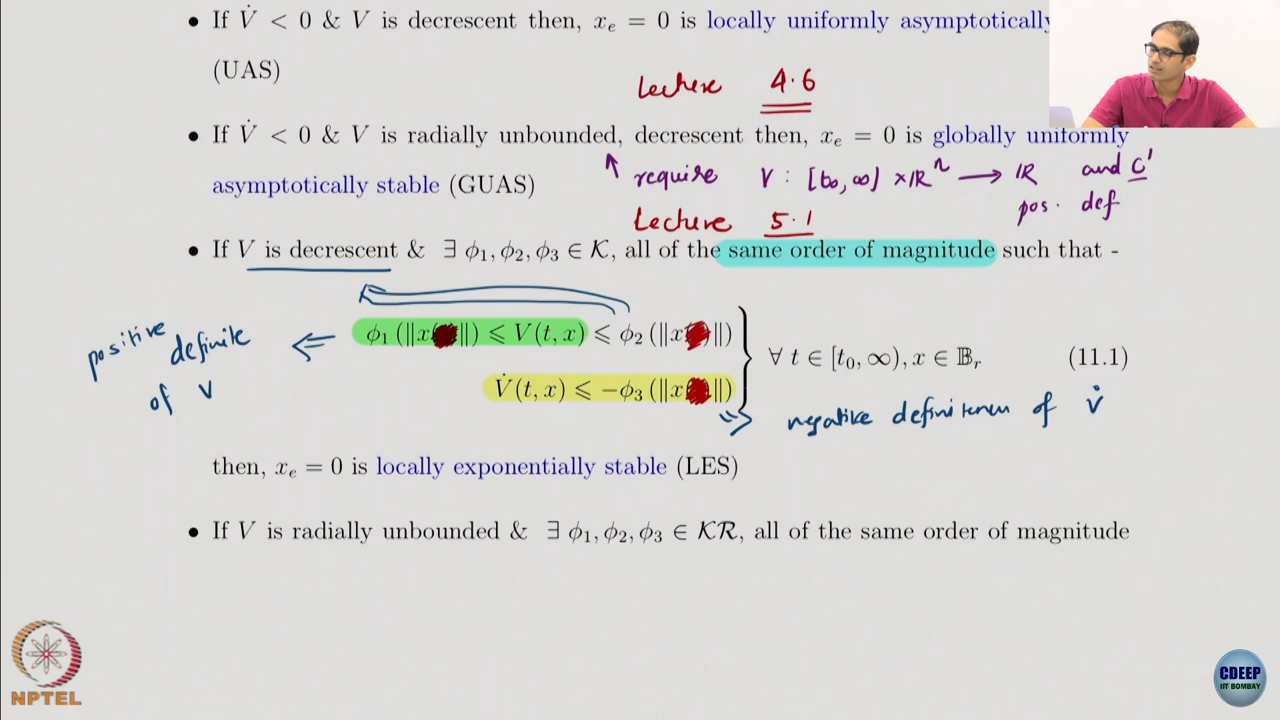 • If V̇ < 0 & V is decrescent then, xₑ = 0 is locally uniformly asymptotically
(UAS)
Lecture 4.6
• If V̇ < 0 & V is radially unbounded, decrescent then, xₑ = 0 is globally uniformly
asymptotically stable (GUAS)
↑ require V : [t₀, ∞] × ℝⁿ → ℝ and C¹
pos. def
Lecture 5.1
• If V is decrescent & ∃ ϕ₁, ϕ₂, ϕ₃ ∈ 𝒦, all of the same order of magnitude such that -
positive definite of V ⇐ ϕ₁ (‖x‖) ⩽ V(t, x) ⩽ ϕ₂ (‖x‖)
V̇(t, x) ⩽ −ϕ₃ (‖x‖)
∀ t ∈ [t₀, ∞), x ∈ 𝔹ᵣ (11.1)
⇒ negative definiteness of V̇
then, xₑ = 0 is locally exponentially stable (LES)
• If V is radially unbounded & ∃ ϕ₁, ϕ₂, ϕ₃ ∈ 𝒦ℛ, all of the same order of magnitude
NPTEL
CDEEP
IIT BOMBAY